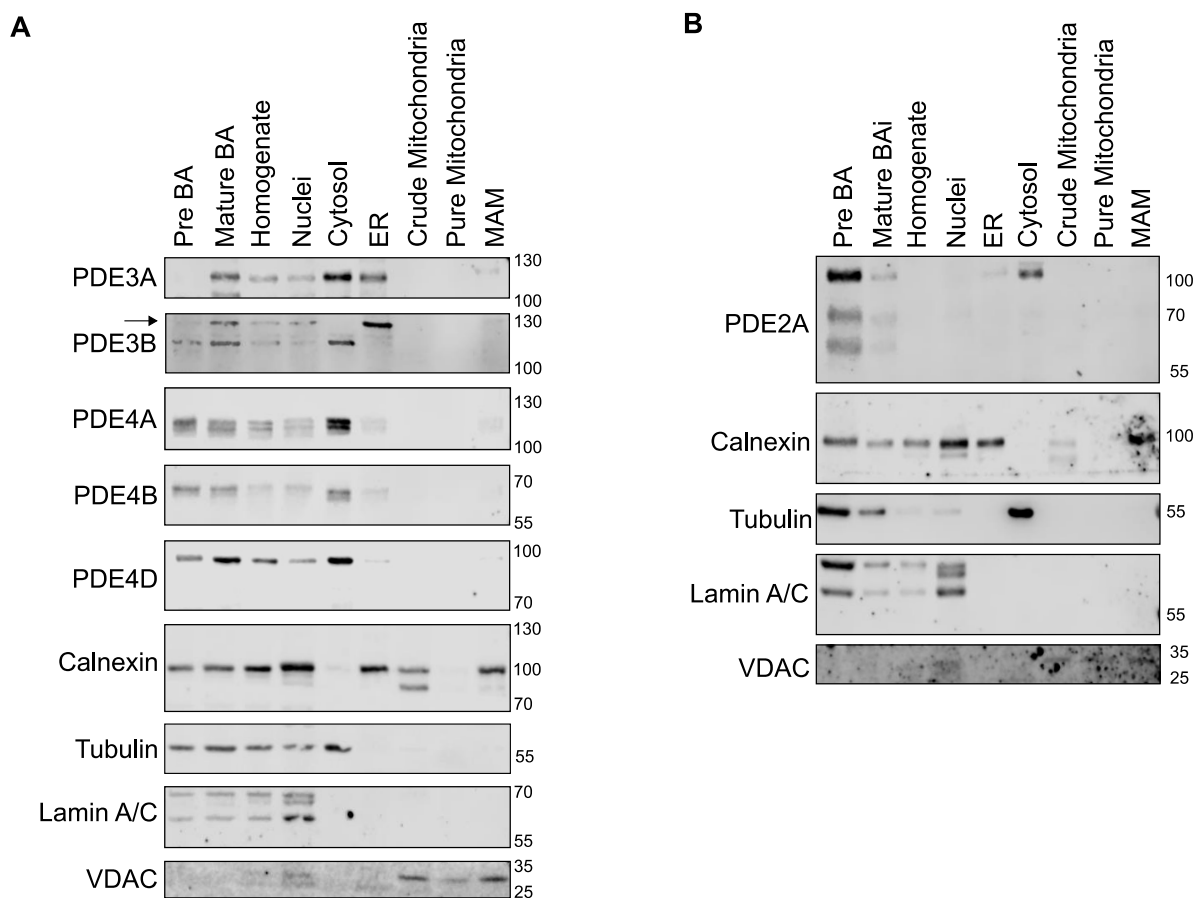 A
Pre BA
Mature BA
Homogenate
Nuclei
Cytosol
ER
Crude Mitochondria
Pure Mitochondria
MAM
PDE3A
130
100
PDE3B
130
100
PDE4A
130
100
PDE4B
70
55
PDE4D
100
70
Calnexin
130
100
70
Tubulin
55
Lamin A/C
70
55
VDAC
35
25
B
Pre BA
Mature BAi
Homogenate
Nuclei
ER
Cytosol
Crude Mitochondria
Pure Mitochondria
MAM
PDE2A
100
70
55
Calnexin
100
Tubulin
55
Lamin A/C
55
VDAC
35
25